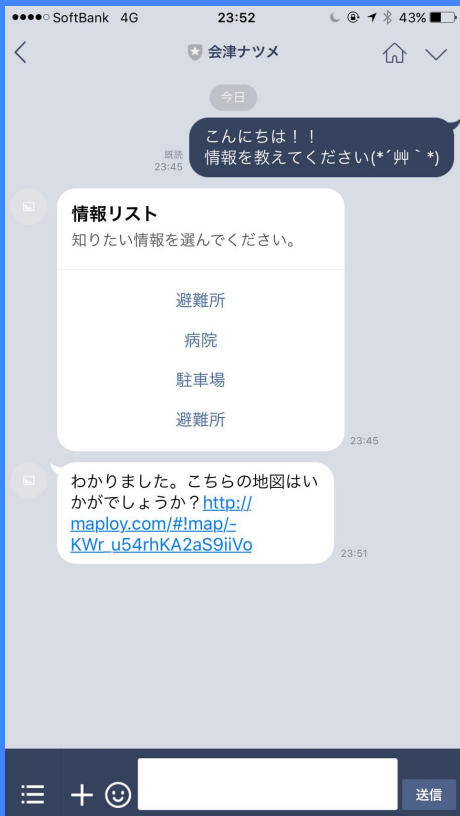 SoftBank 4G 23:52 43%
会津ナツメ
今日
こんにちは！！
情報を教えてください(*´艸｀*)
既読
23:45
情報リスト
知りたい情報を選んでください。
避難所
病院
駐車場
避難所
23:45
わかりました。こちらの地図はい
かがでしょうか？http://
maploy.com/#!map/-
KWr_u54rhKA2aS9iiVo
23:51
送信